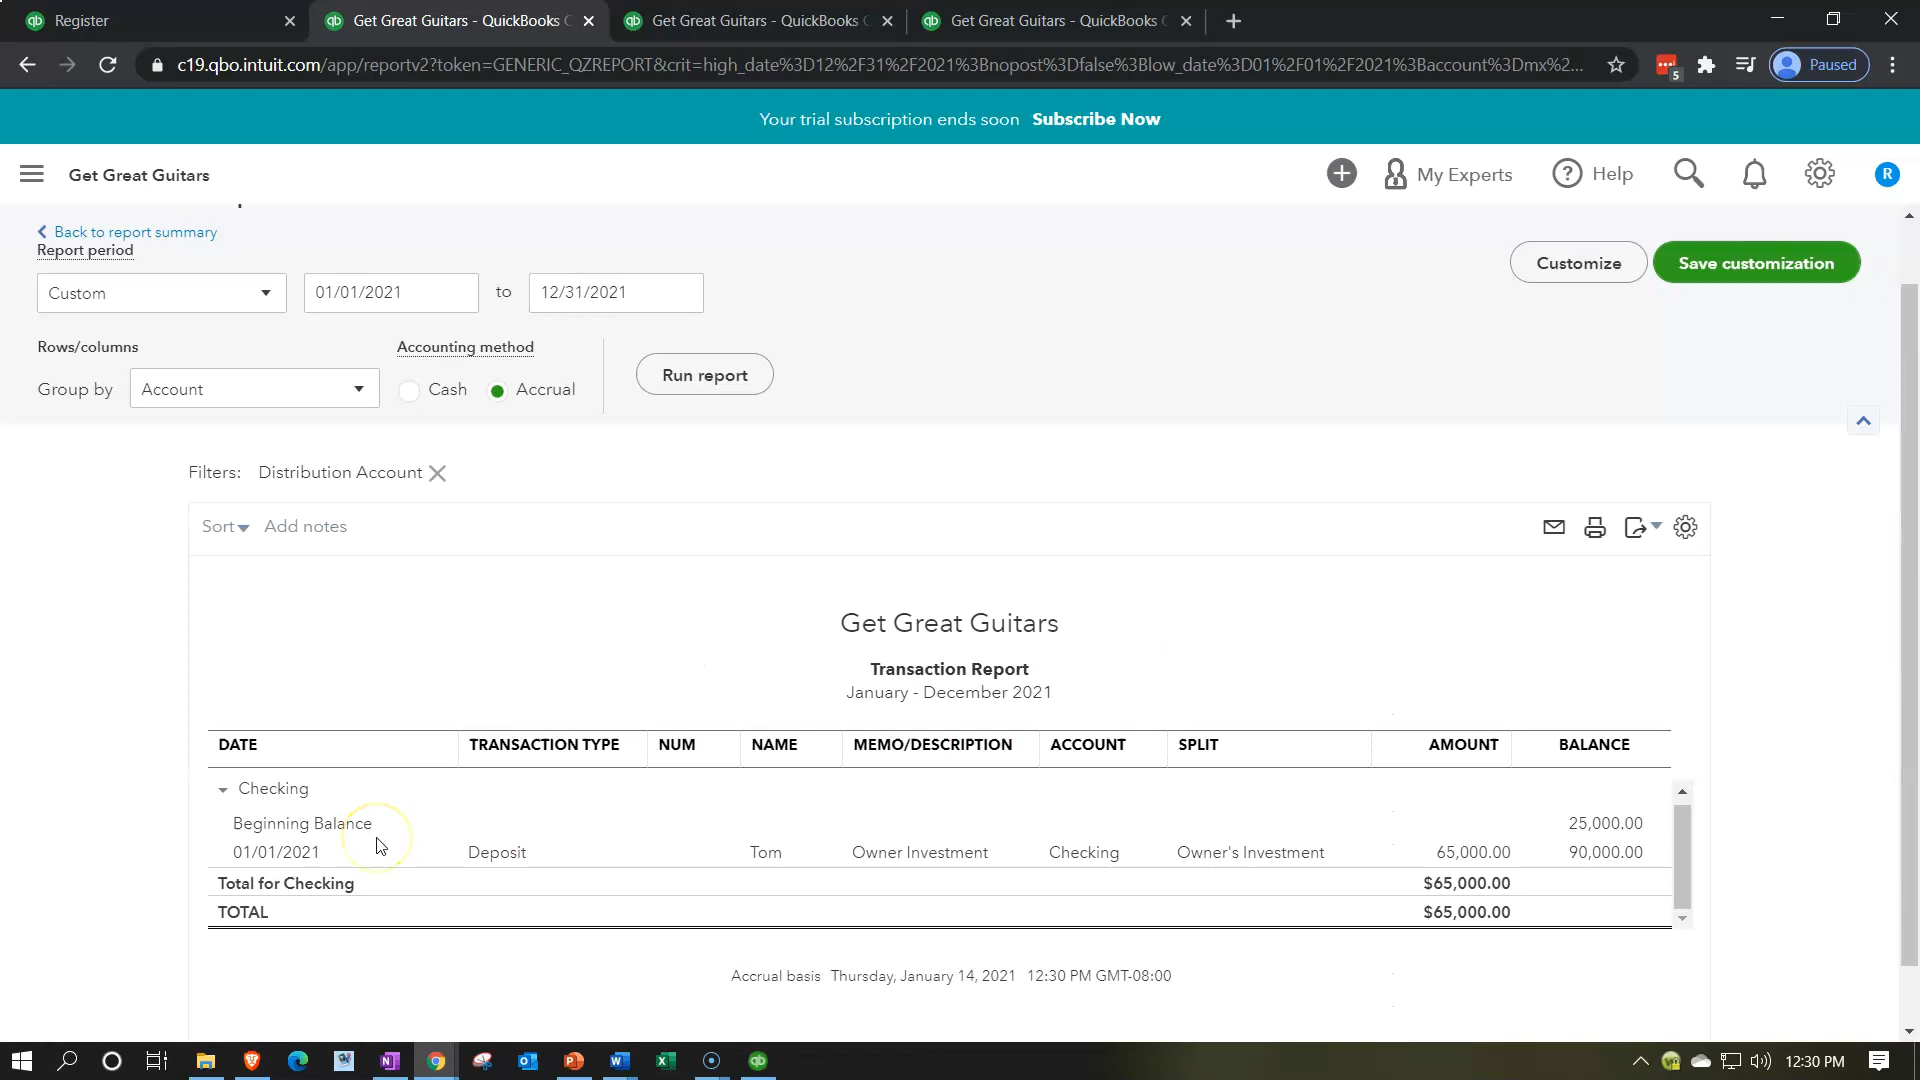 Register
Get Great Guitars - QuickBooks
Get Great Guitars - QuickBooks
Get Great Guitars - QuickBooks
c19.qbo.intuit.com/app/reportv2?token=GENERIC_QZREPORT&crit=high_date%3D12%2F31%2F2021%3Bnopost%3Dfalse%3Blow_date%3D01%2F01%2F2021%3Baccount%3Dmx%2...
5
Paused
Your trial subscription ends soon Subscribe Now
Get Great Guitars
My Experts
Help
R
Back to report summary
Report period
Custom
01/01/2021
to
12/31/2021
Customize
Save customization
Rows/columns
Accounting method
Group by
Account
Cash
Accrual
Run report
Filters: Distribution Account
Sort Add notes
Get Great Guitars
Transaction Report
January - December 2021
DATE TRANSACTION TYPE NUM NAME MEMO/DESCRIPTION ACCOUNT SPLIT AMOUNT BALANCE
Checking
Beginning Balance 25,000.00
01/01/2021 Deposit Tom Owner Investment Checking Owner's Investment 65,000.00 90,000.00
Total for Checking $65,000.00
TOTAL $65,000.00
Accrual basis Thursday, January 14, 2021 12:30 PM GMT-08:00
12:30 PM